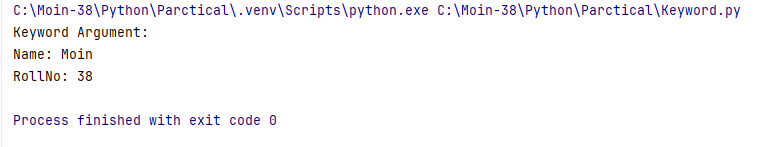 C:\Moin-38\Python\Parctical\.venv\Scripts\python.exe C:\Moin-38\Python\Parctical\Keyword.py
Keyword Argument:
Name: Moin
RollNo: 38
Process finished with exit code 0